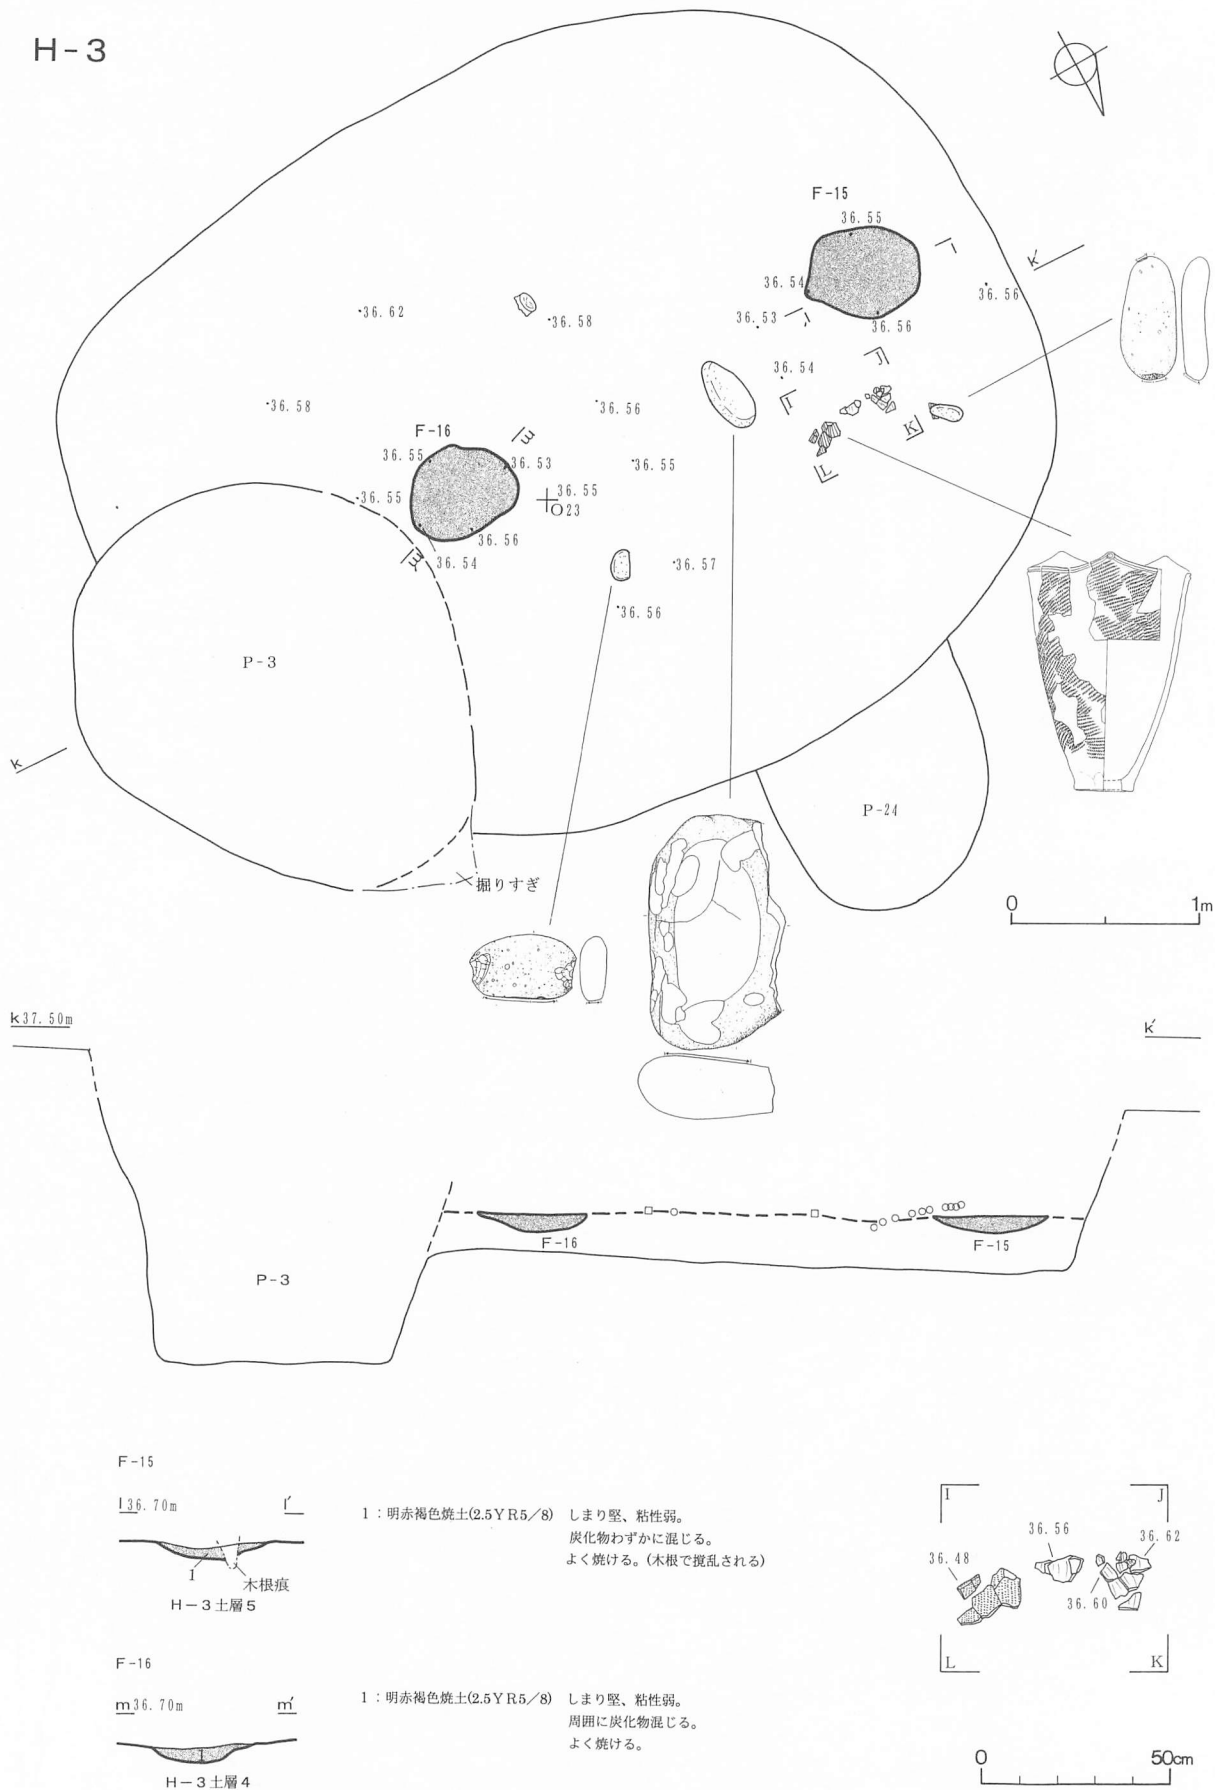 H-3
F-15
36.55
k′
36.54
36.56
36.62
36.53
36.56
36.58
J
36.54
I
36.58
36.56
K
F-16
m′
36.55
36.53
36.55
L
36.55
36.55
O23
36.56
m
36.54
36.57
36.56
P-3
k
P-24
掘りすぎ
0 1m
k37.50m
k′
F-16
F-15
P-3
F-15
l36.70m l′
1：明赤褐色焼土(2.5YR5/8) しまり堅、粘性弱。
炭化物わずかに混じる。
よく焼ける。(木根で撹乱される)
1
木根痕
H-3土層5
I J
36.56
36.62
36.48
36.60
L K
F-16
m36.70m m′
1：明赤褐色焼土(2.5YR5/8) しまり堅、粘性弱。
周囲に炭化物混じる。
よく焼ける。
1
H-3土層4
0 50cm